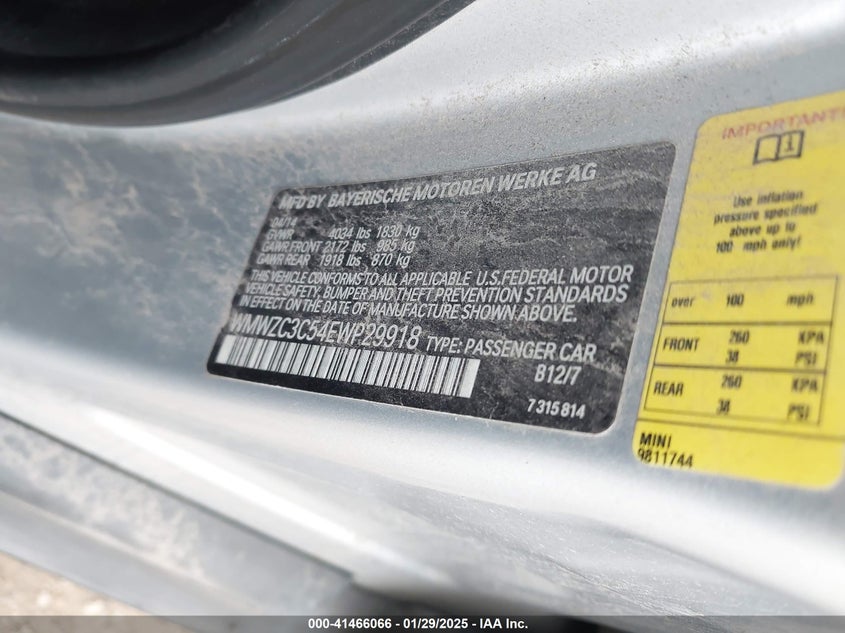 MFD BY BAYERISCHE MOTOREN WERKE AG
04/14
GVWR 4034 lbs 1830 kg
GAWR FRONT 2172 lbs 985 kg
GAWR REAR 1918 lbs 870 kg
THIS VEHICLE CONFORMS TO ALL APPLICABLE U.S.FEDERAL MOTOR
VEHICLE SAFETY, BUMPER AND THEFT PREVENTION STANDARDS
IN EFFECT ON THE DATE OF MANUFACTURE SHOWN ABOVE.
WMWZC3C54EWP29918 TYPE: PASSENGER CAR
B12/7
7315814
IMPORTANT!
1
Use inflation
pressure specified
above up to
100 mph only!
over 100 mph
FRONT 260 KPA
38 PSI
REAR 260 KPA
38 PSI
MINI
9811744
000-41466066 / 01/29/2025 - IAA Inc.